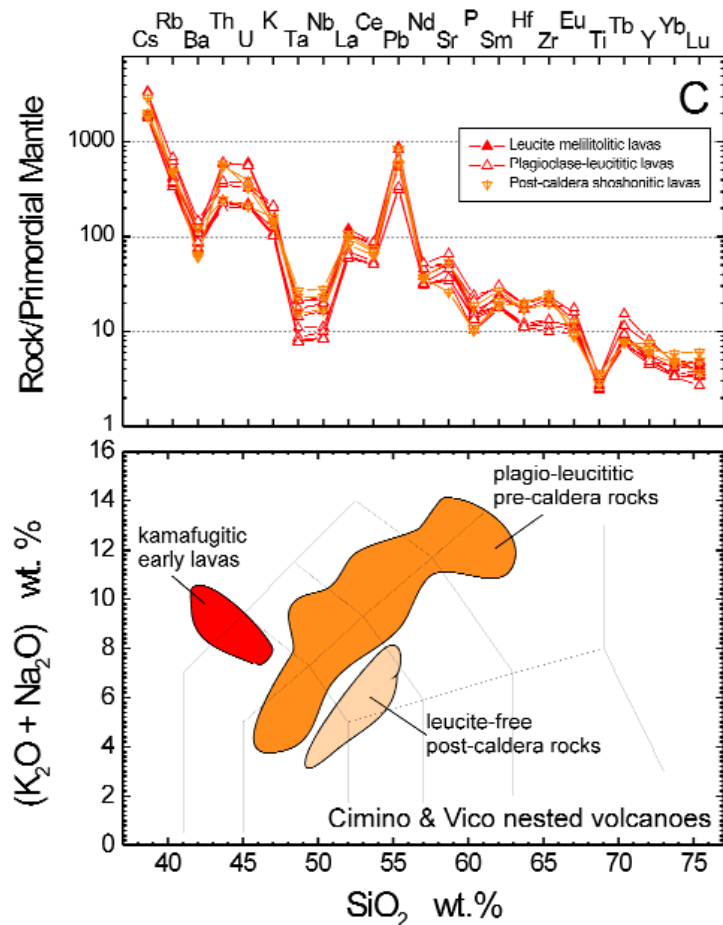 Rb Th K Nb Ce Nd P Hf Eu Tb Yb
Cs Ba U Ta La Pb Sr Sm Zr Ti Y Lu
C
1000
100
10
1
Rock/Primordial Mantle
Leucite melilitolitic lavas
Plagioclase-leucititic lavas
Post-caldera shoshonitic lavas
16
14
12
10
8
6
4
2
0
(K₂O + Na₂O) wt. %
plagio-leucititic
pre-caldera rocks
kamafugitic
early lavas
leucite-free
post-caldera rocks
Cimino & Vico nested volcanoes
40 45 50 55 60 65 70 75
SiO₂ wt.%